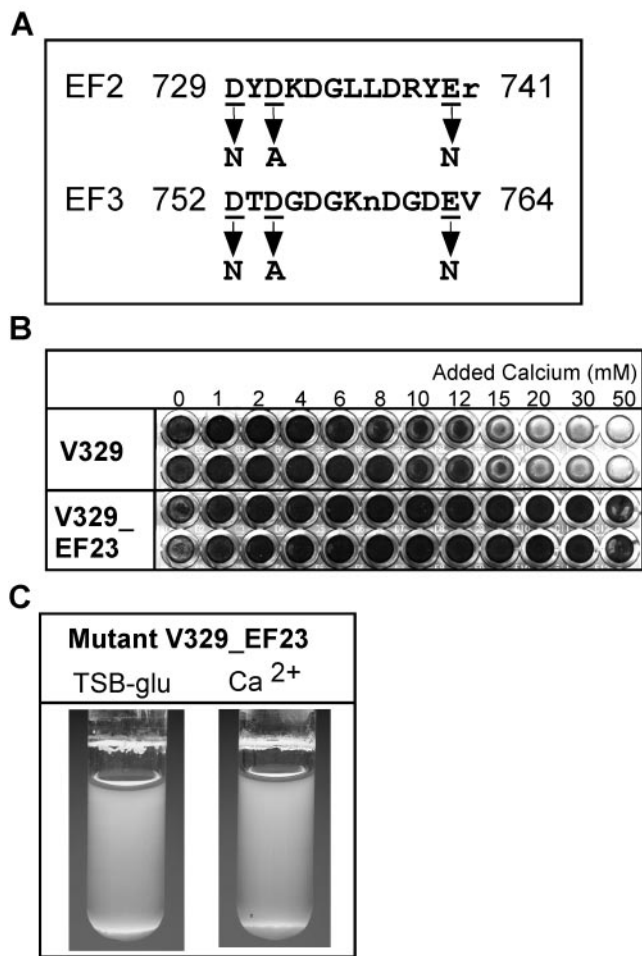 A
EF2 729 DYDKDGLLDRYEr 741
N A N
EF3 752 DTDGDGKnDGDEV 764
N A N
B
Added Calcium (mM)
0 1 2 4 6 8 10 12 15 20 30 50
V329
V329_
EF23
C
Mutant V329_EF23
TSB-glu Ca 2+